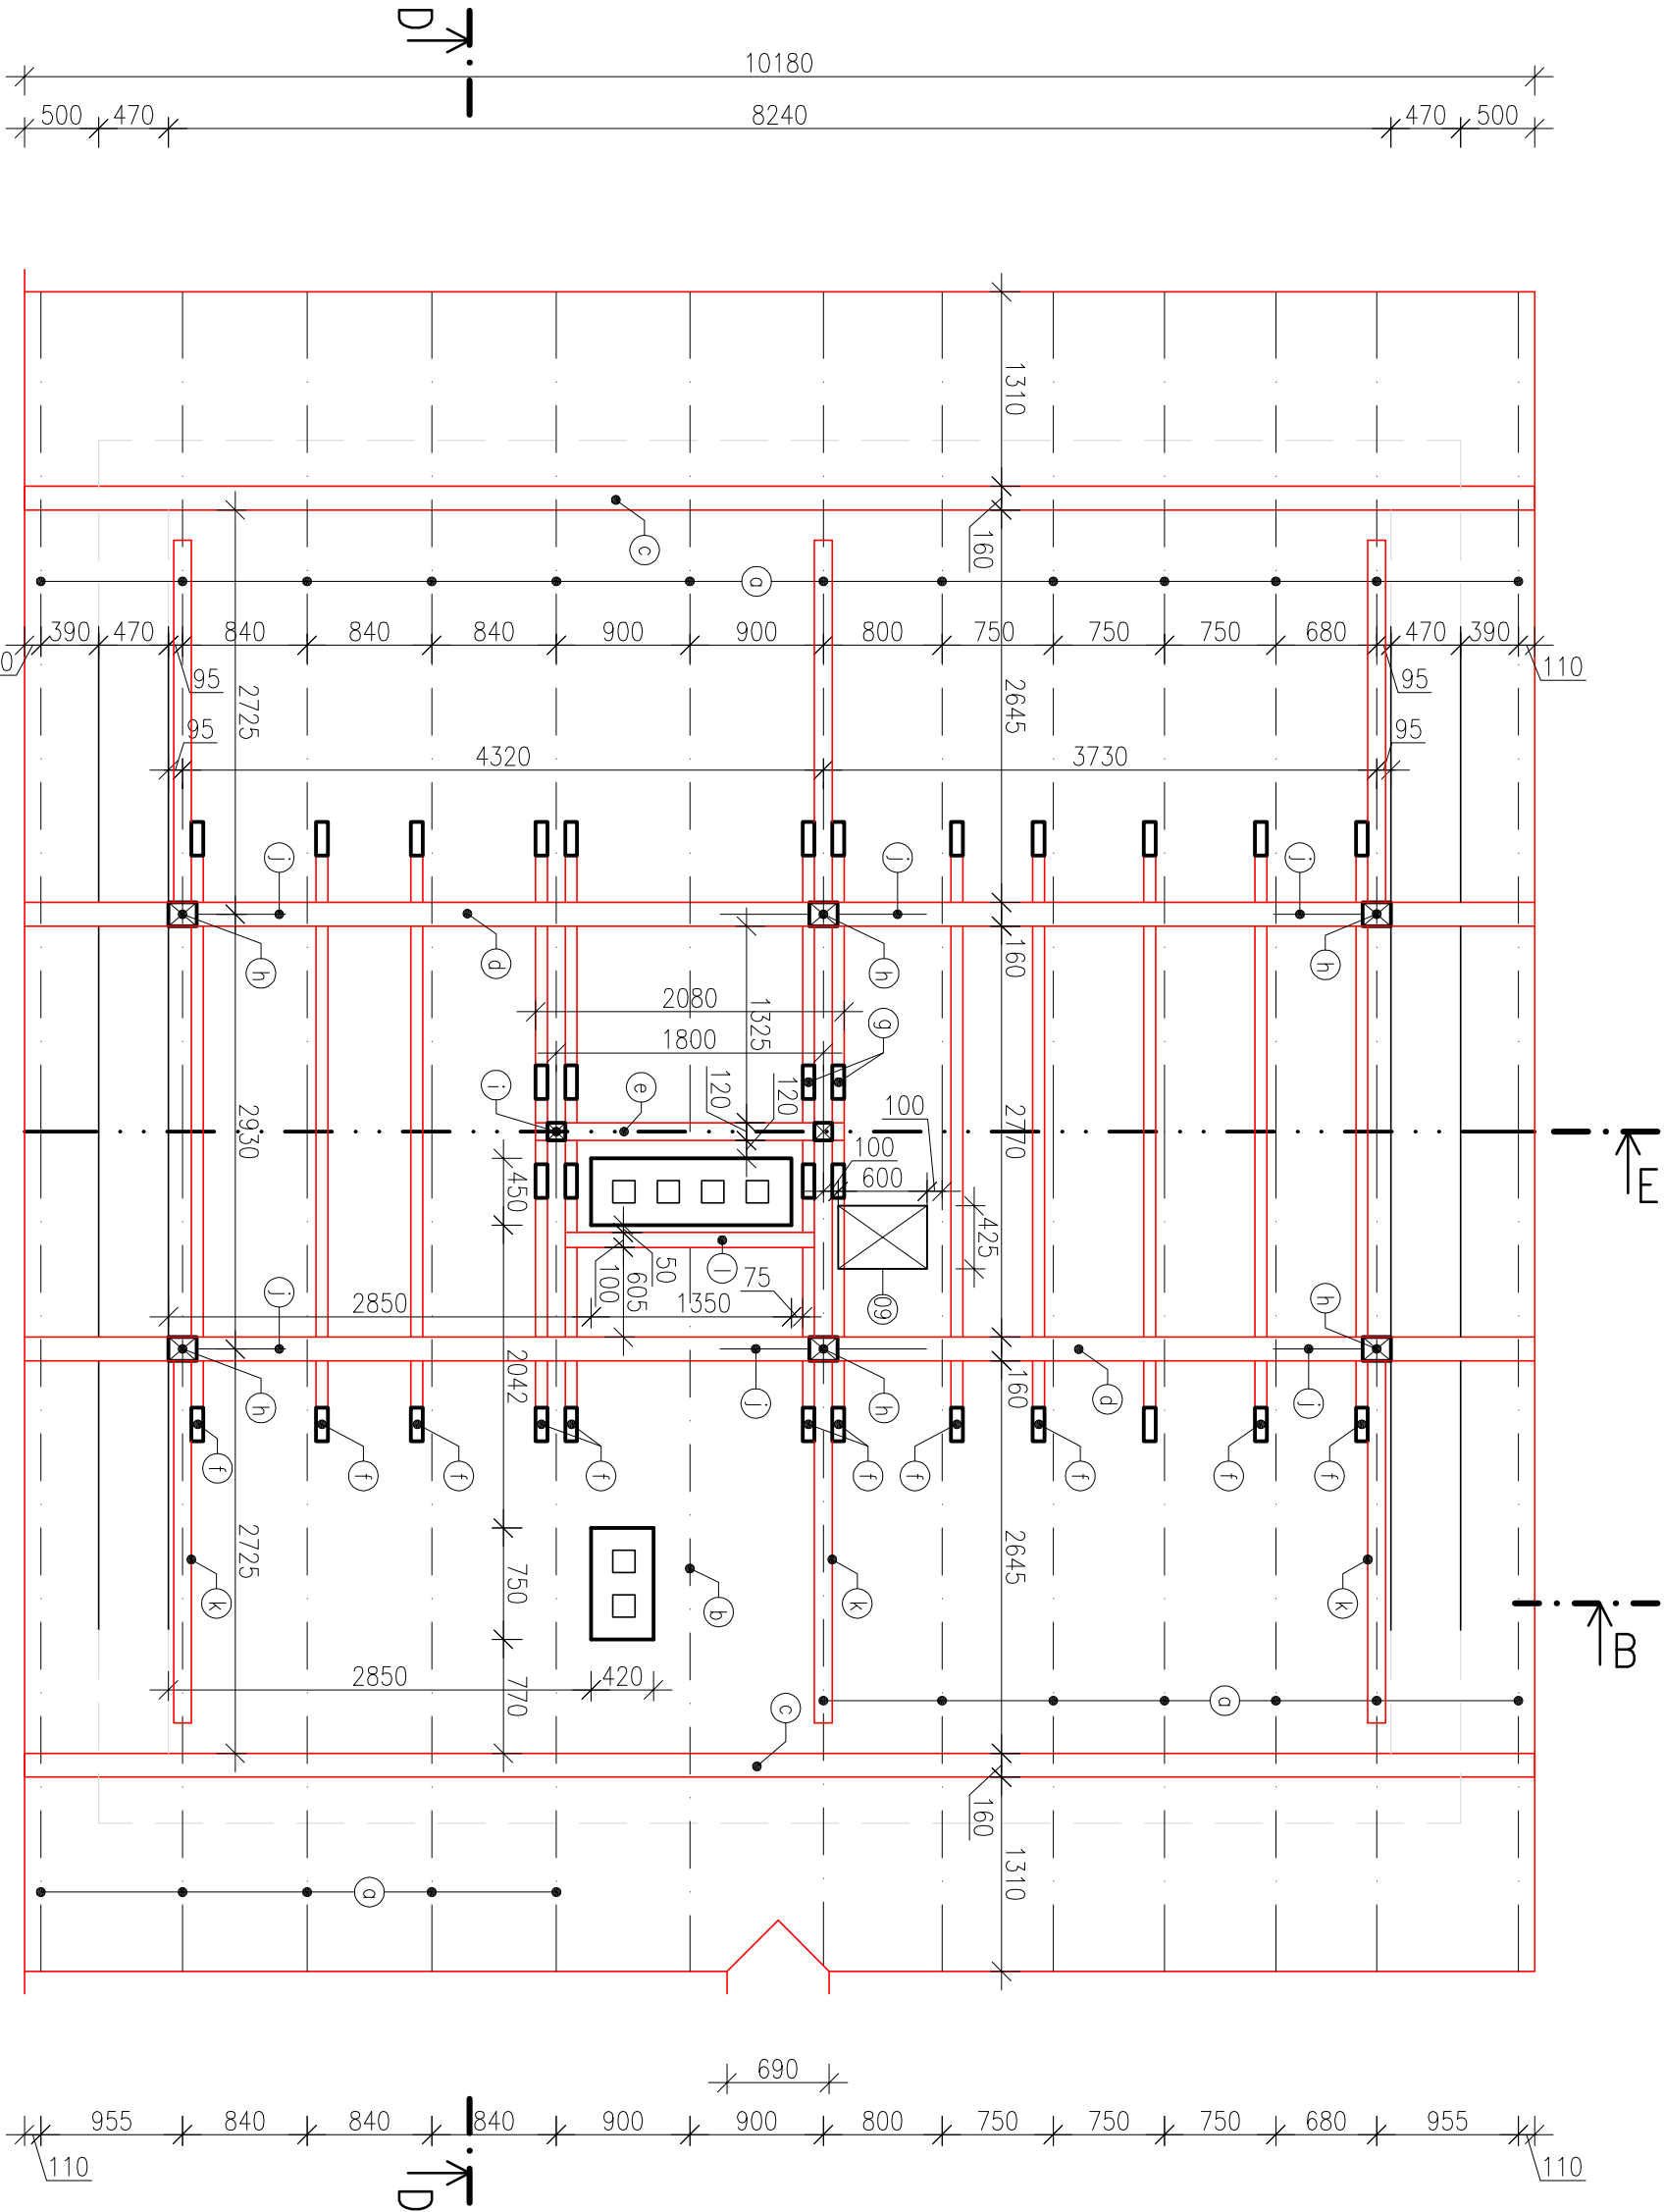 D
10180
500 470 8240 470 500
1310
160
c
a
390 470 840 840 840 900 900 800 750 750 750 680 470 390
0 95 95 110
2725 2645
95 4320 3730 95
j j j
d h h h
160
2080 1325 g
1800
i e 120 120 100
2930 2770
E
100
600
450 425
l 50 605 100 75 09
j 2850 1350 h
2042 j h d j 160
h
f f f f f f f f f
2725 750 b 2645
k k k
B
2850 420 770
c a
160
1310
a
690
955 840 840 840 900 900 800 750 750 750 680 955
110 110
D